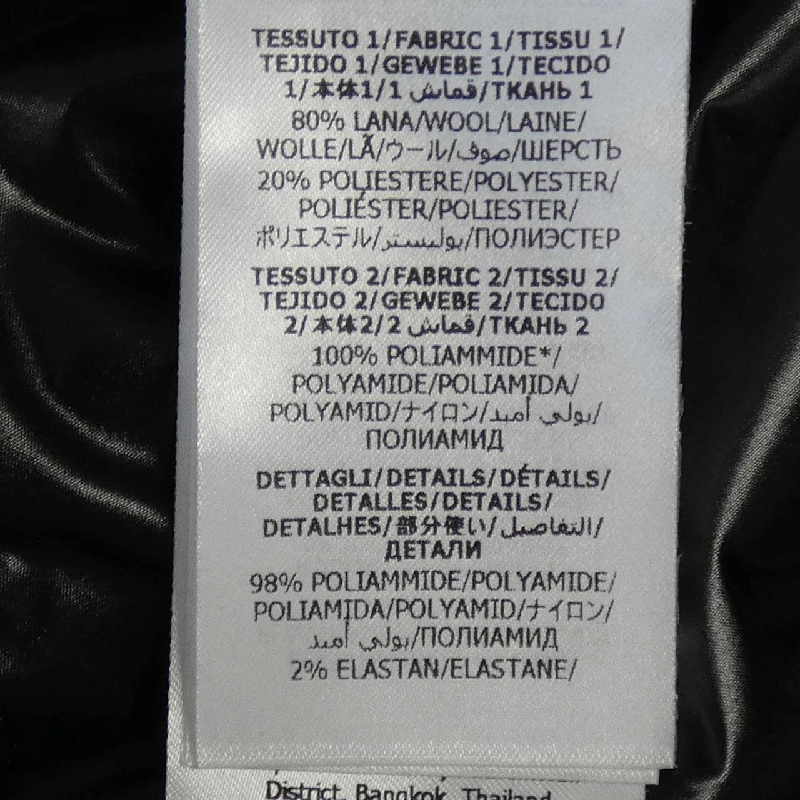 TESSUTO 1/FABRIC 1/TISSU 1/
TEJIDO 1/GEWEBE 1/TECIDO
1/本体1/1 قماش/ТКАНЬ 1
80% LANA/WOOL/LAINE/
WOLLE/LÃ/ウール/صوف/ШЕРСТЬ
20% POLIESTERE/POLYESTER/
POLIÉSTER/POLIESTER/
ポリエステル/بوليستر/ПОЛИЭСТЕР
TESSUTO 2/FABRIC 2/TISSU 2/
TEJIDO 2/GEWEBE 2/TECIDO
2/本体2/2 قماش/ТКАНЬ 2
100% POLIAMMIDE*/
POLYAMIDE/POLIAMIDA/
POLYAMID/ナイロン/بولي أميد/
ПОЛИАМИД
DETTAGLI/DETAILS/DÉTAILS/
DETALLES/DETAILS/
DETALHES/部分使い/التفاصيل/
ДЕТАЛИ
98% POLIAMMIDE/POLYAMIDE/
POLIAMIDA/POLYAMID/ナイロン/
بولي أميد/ПОЛИАМИД
2% ELASTAN/ELASTANE/
District, Bangkok, Thailand